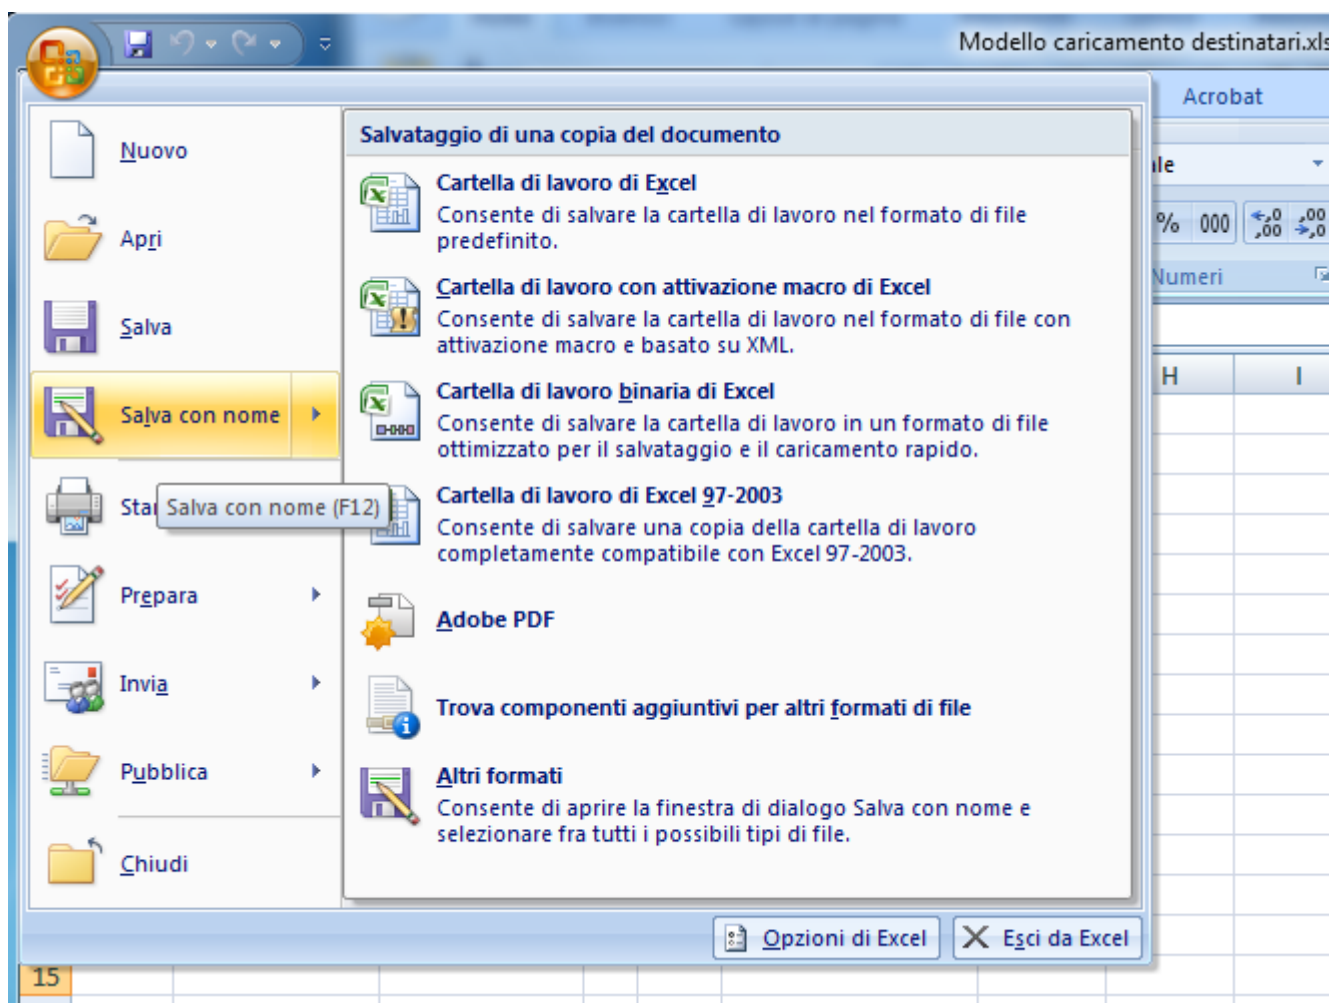 Modello caricamento destinatari.xls
Acrobat
Nuovo
Apri
Salva
Salva con nome
Salva con nome (F12)
Prepara
Invia
Pubblica
Chiudi
Salvataggio di una copia del documento
Cartella di lavoro di Excel
Consente di salvare la cartella di lavoro nel formato di file
predefinito.
Cartella di lavoro con attivazione macro di Excel
Consente di salvare la cartella di lavoro nel formato di file con
attivazione macro e basato su XML.
Cartella di lavoro binaria di Excel
Consente di salvare la cartella di lavoro in un formato di file
ottimizzato per il salvataggio e il caricamento rapido.
Cartella di lavoro di Excel 97-2003
Consente di salvare una copia della cartella di lavoro
completamente compatibile con Excel 97-2003.
Adobe PDF
Trova componenti aggiuntivi per altri formati di file
Altri formati
Consente di aprire la finestra di dialogo Salva con nome e
selezionare fra tutti i possibili tipi di file.
Opzioni di Excel
Esci da Excel
% 000 ,0 ,00 ,00 ,0
Numeri
H I
15